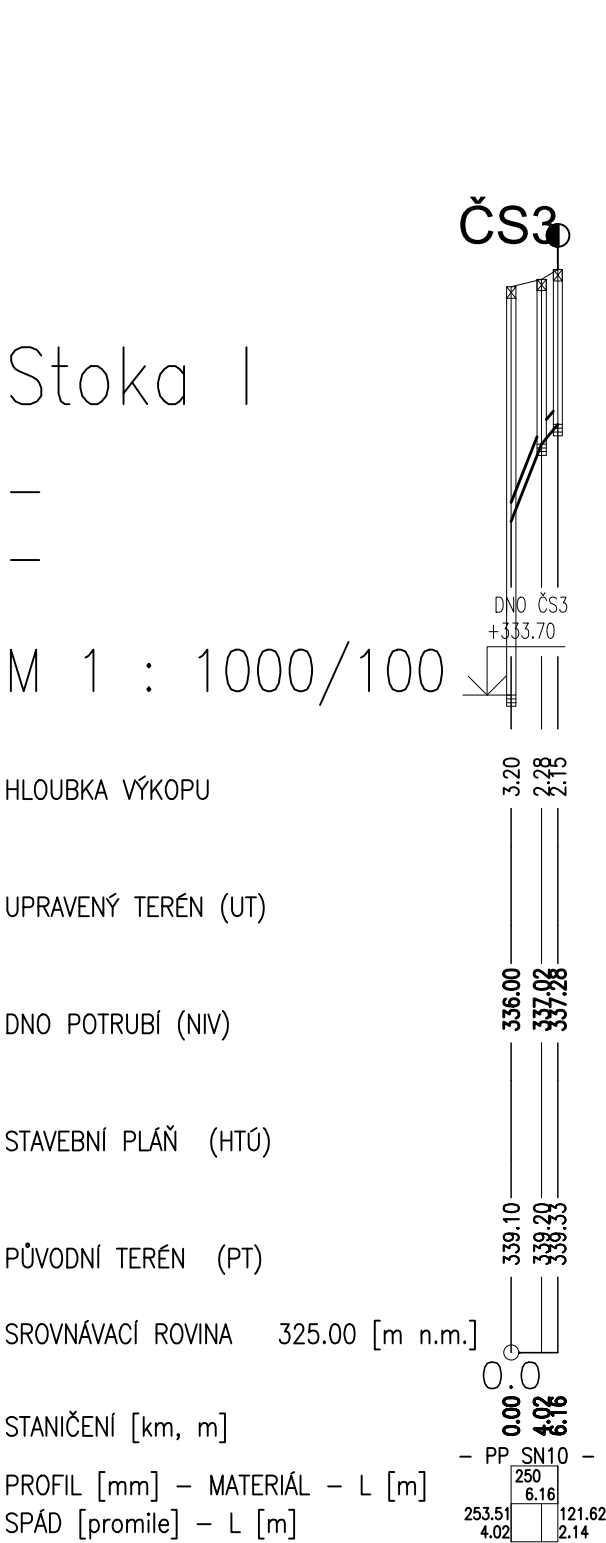 ČS3
Stoka I
–
–
DNO ČS3
+333.70
M 1 : 1000/100
HLOUBKA VÝKOPU 3.20 2.28 2.15
UPRAVENÝ TERÉN (UT)
DNO POTRUBÍ (NIV) 336.00 337.02 337.28
STAVEBNÍ PLÁŇ (HTÚ)
PŮVODNÍ TERÉN (PT) 339.10 339.20 339.33
SROVNÁVACÍ ROVINA 325.00 [m n.m.]
0.0
STANIČENÍ [km, m] 0.00 4.02 6.16
– PP SN10 –
PROFIL [mm] – MATERIÁL – L [m] 250
6.16
SPÁD [promile] – L [m] 253.51 121.62
4.02 2.14